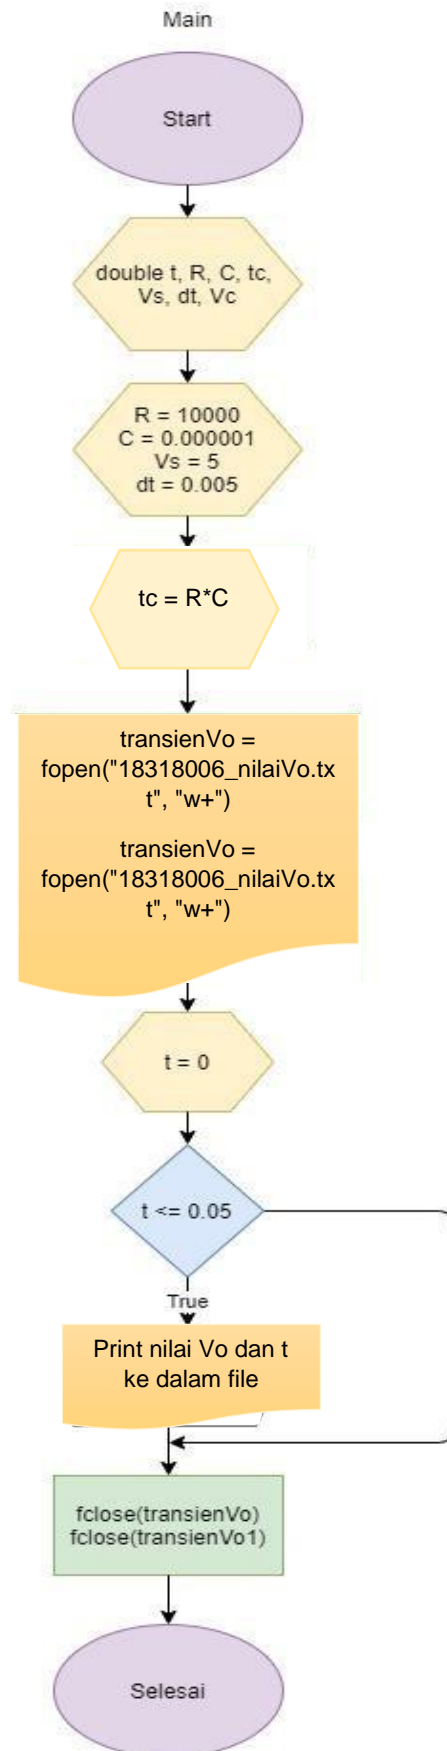 Main
Start
double t, R, C, tc,
Vs, dt, Vc
R = 10000
C = 0.000001
Vs = 5
dt = 0.005
tc = R*C
transienVo =
fopen("18318006_nilaiVo.tx
t", "w+")
transienVo =
fopen("18318006_nilaiVo.tx
t", "w+")
t = 0
t <= 0.05
True
Print nilai Vo dan t
ke dalam file
fclose(transienVo)
fclose(transienVo1)
Selesai